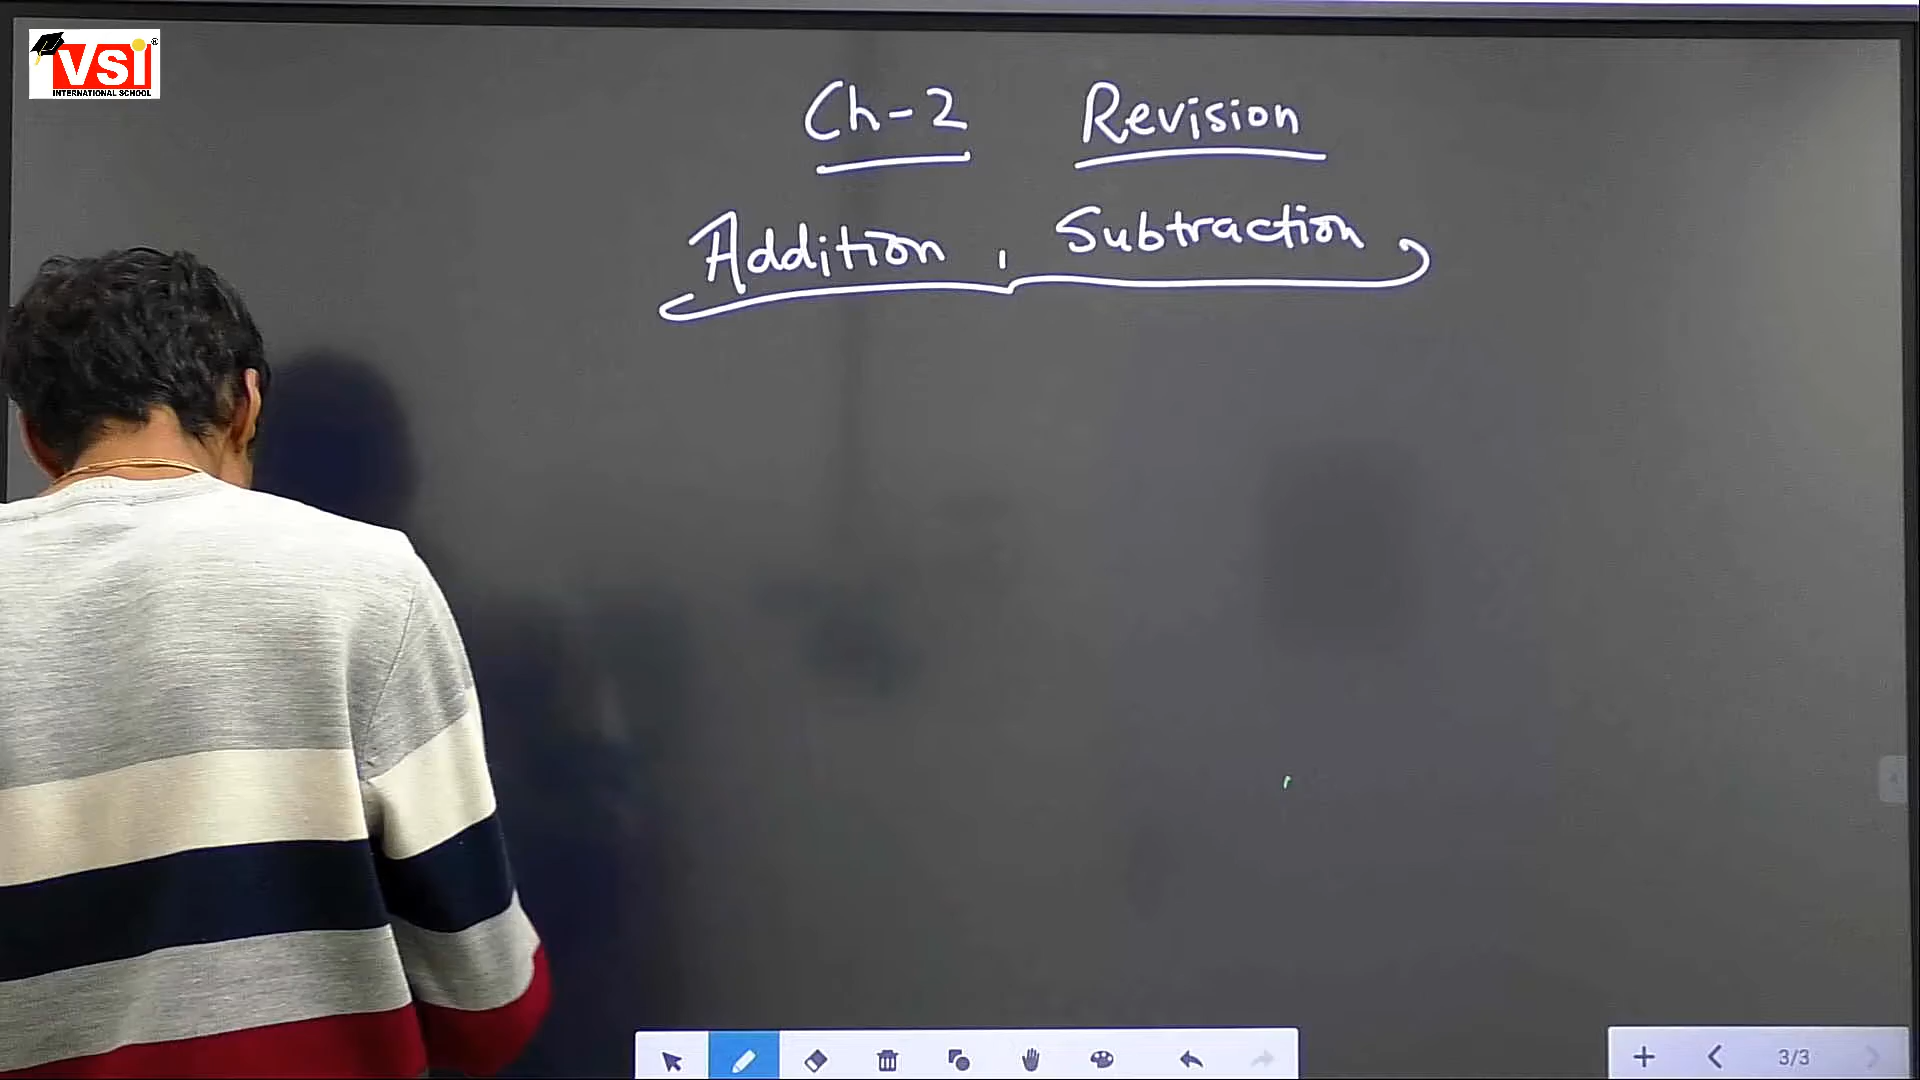 vsi
INTERNATIONAL SCHOOL
Ch-2 Revision
Addition, Subtraction
3/3